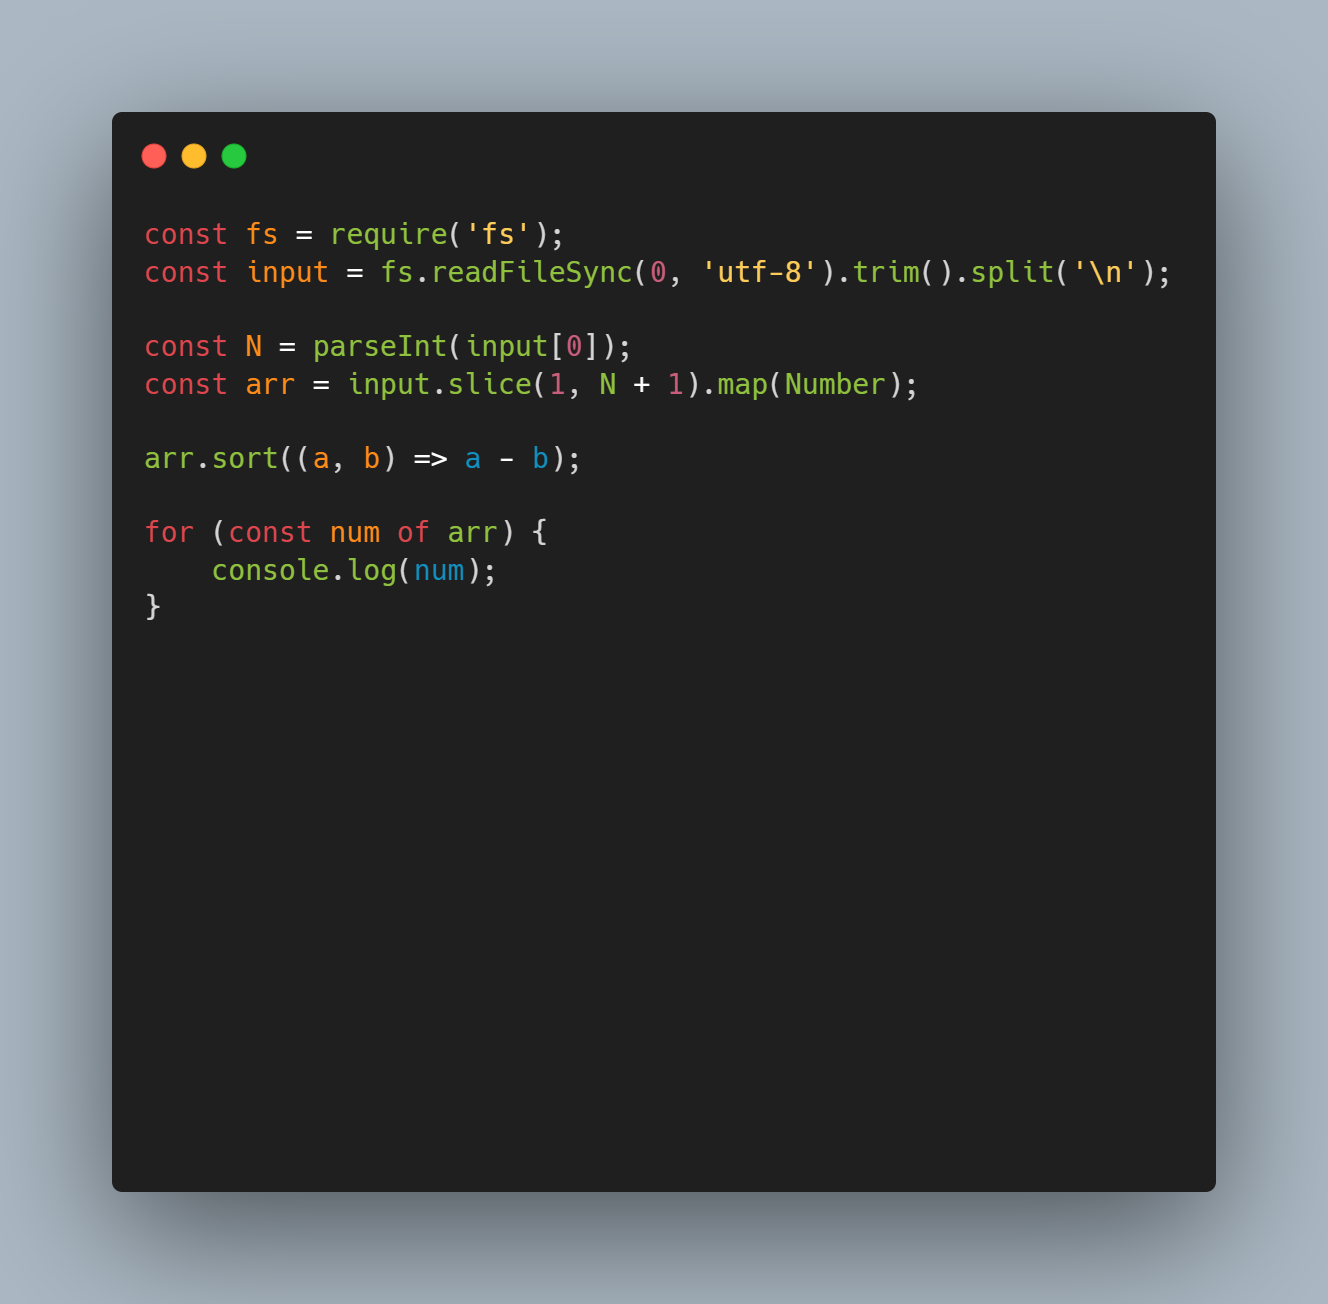 const fs = require('fs');
const input = fs.readFileSync(0, 'utf-8').trim().split('\n');
const N = parseInt(input[0]);
const arr = input.slice(1, N + 1).map(Number);
arr.sort((a, b) => a - b);
for (const num of arr) {
    console.log(num);
}